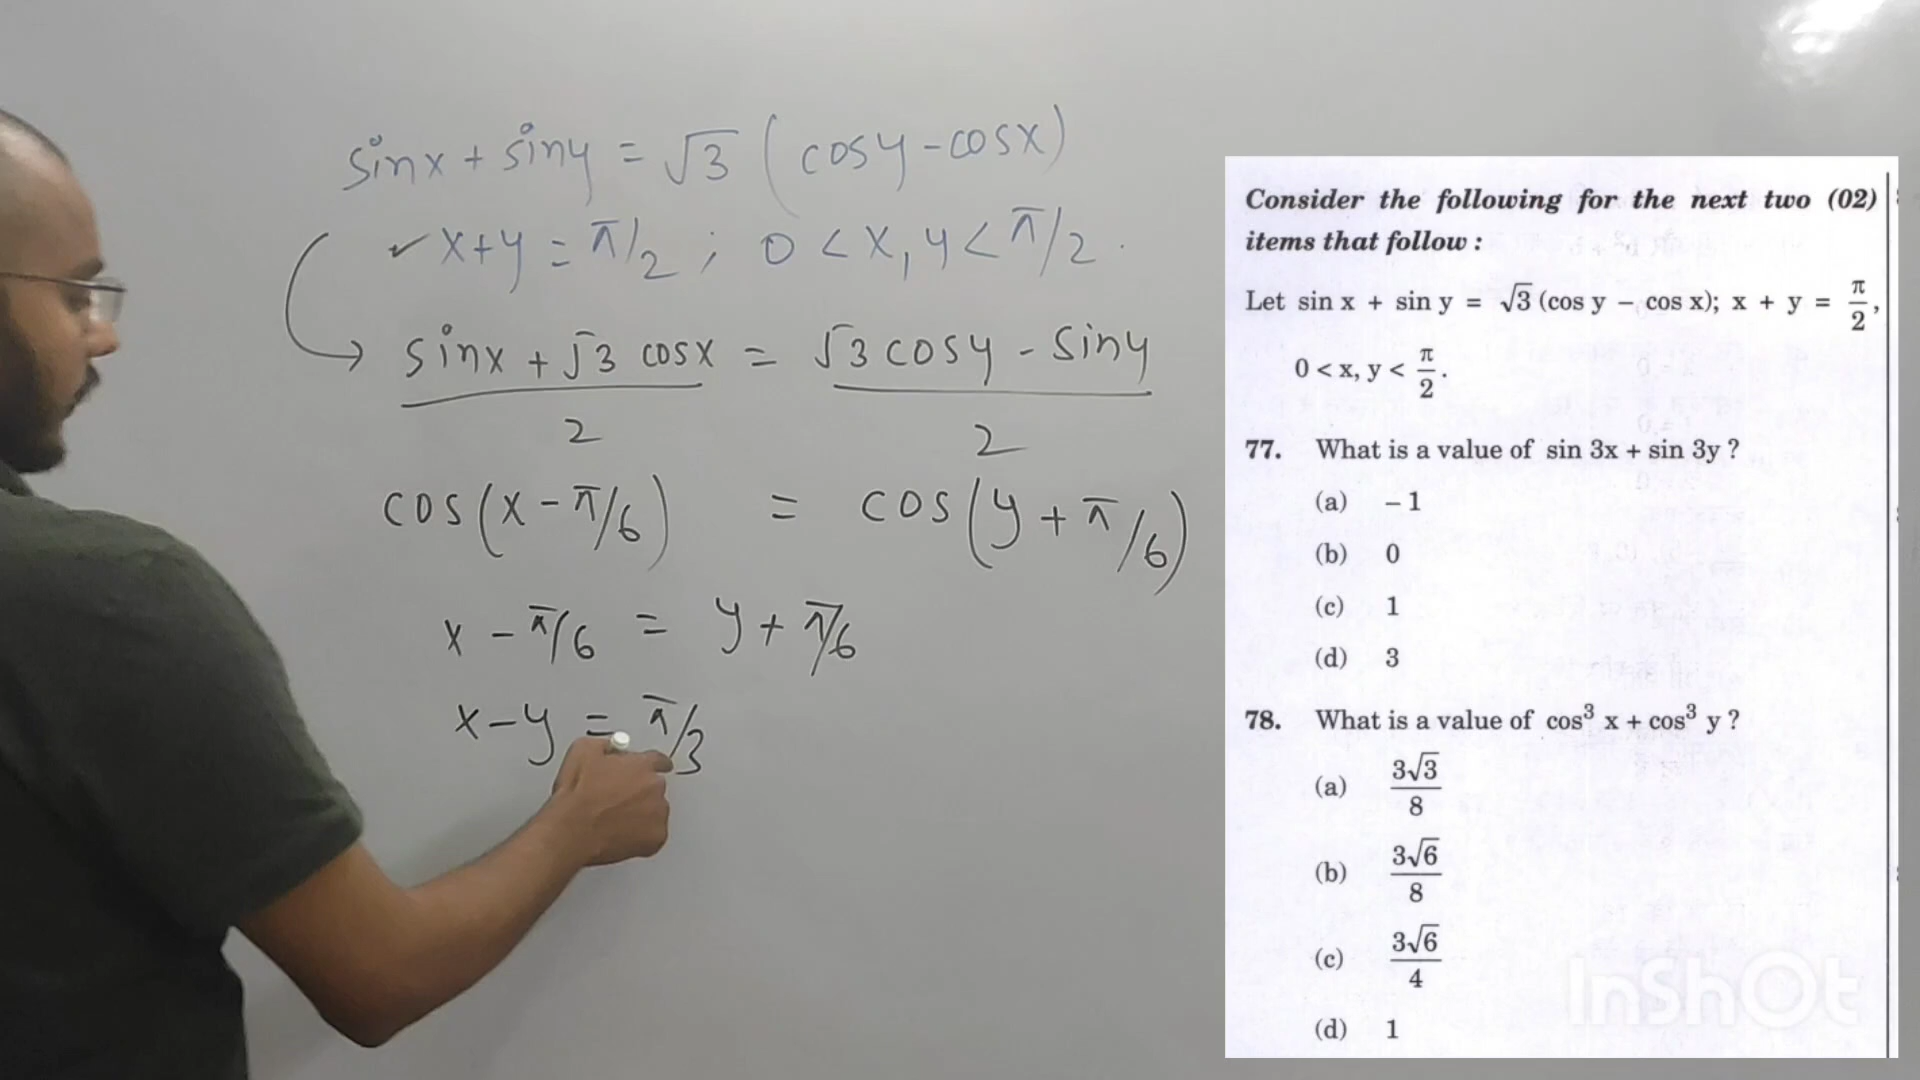 sinx + siny = √3 (cosy - cosx)
✓ x+y = π/2 ; 0 < x, y < π/2 .
sinx + √3 cosx / 2 = √3 cosy - siny / 2
cos(x - π/6) = cos(y + π/6)
x - π/6 = y + π/6
x - y = π/3
Consider the following for the next two (02)
items that follow :
Let sin x + sin y = √3 (cos y – cos x); x + y = π/2,
0 < x, y < π/2.
77. What is a value of sin 3x + sin 3y ?
(a) – 1
(b) 0
(c) 1
(d) 3
78. What is a value of cos³ x + cos³ y ?
(a) 3√3/8
(b) 3√6/8
(c) 3√6/4
(d) 1
InShOt